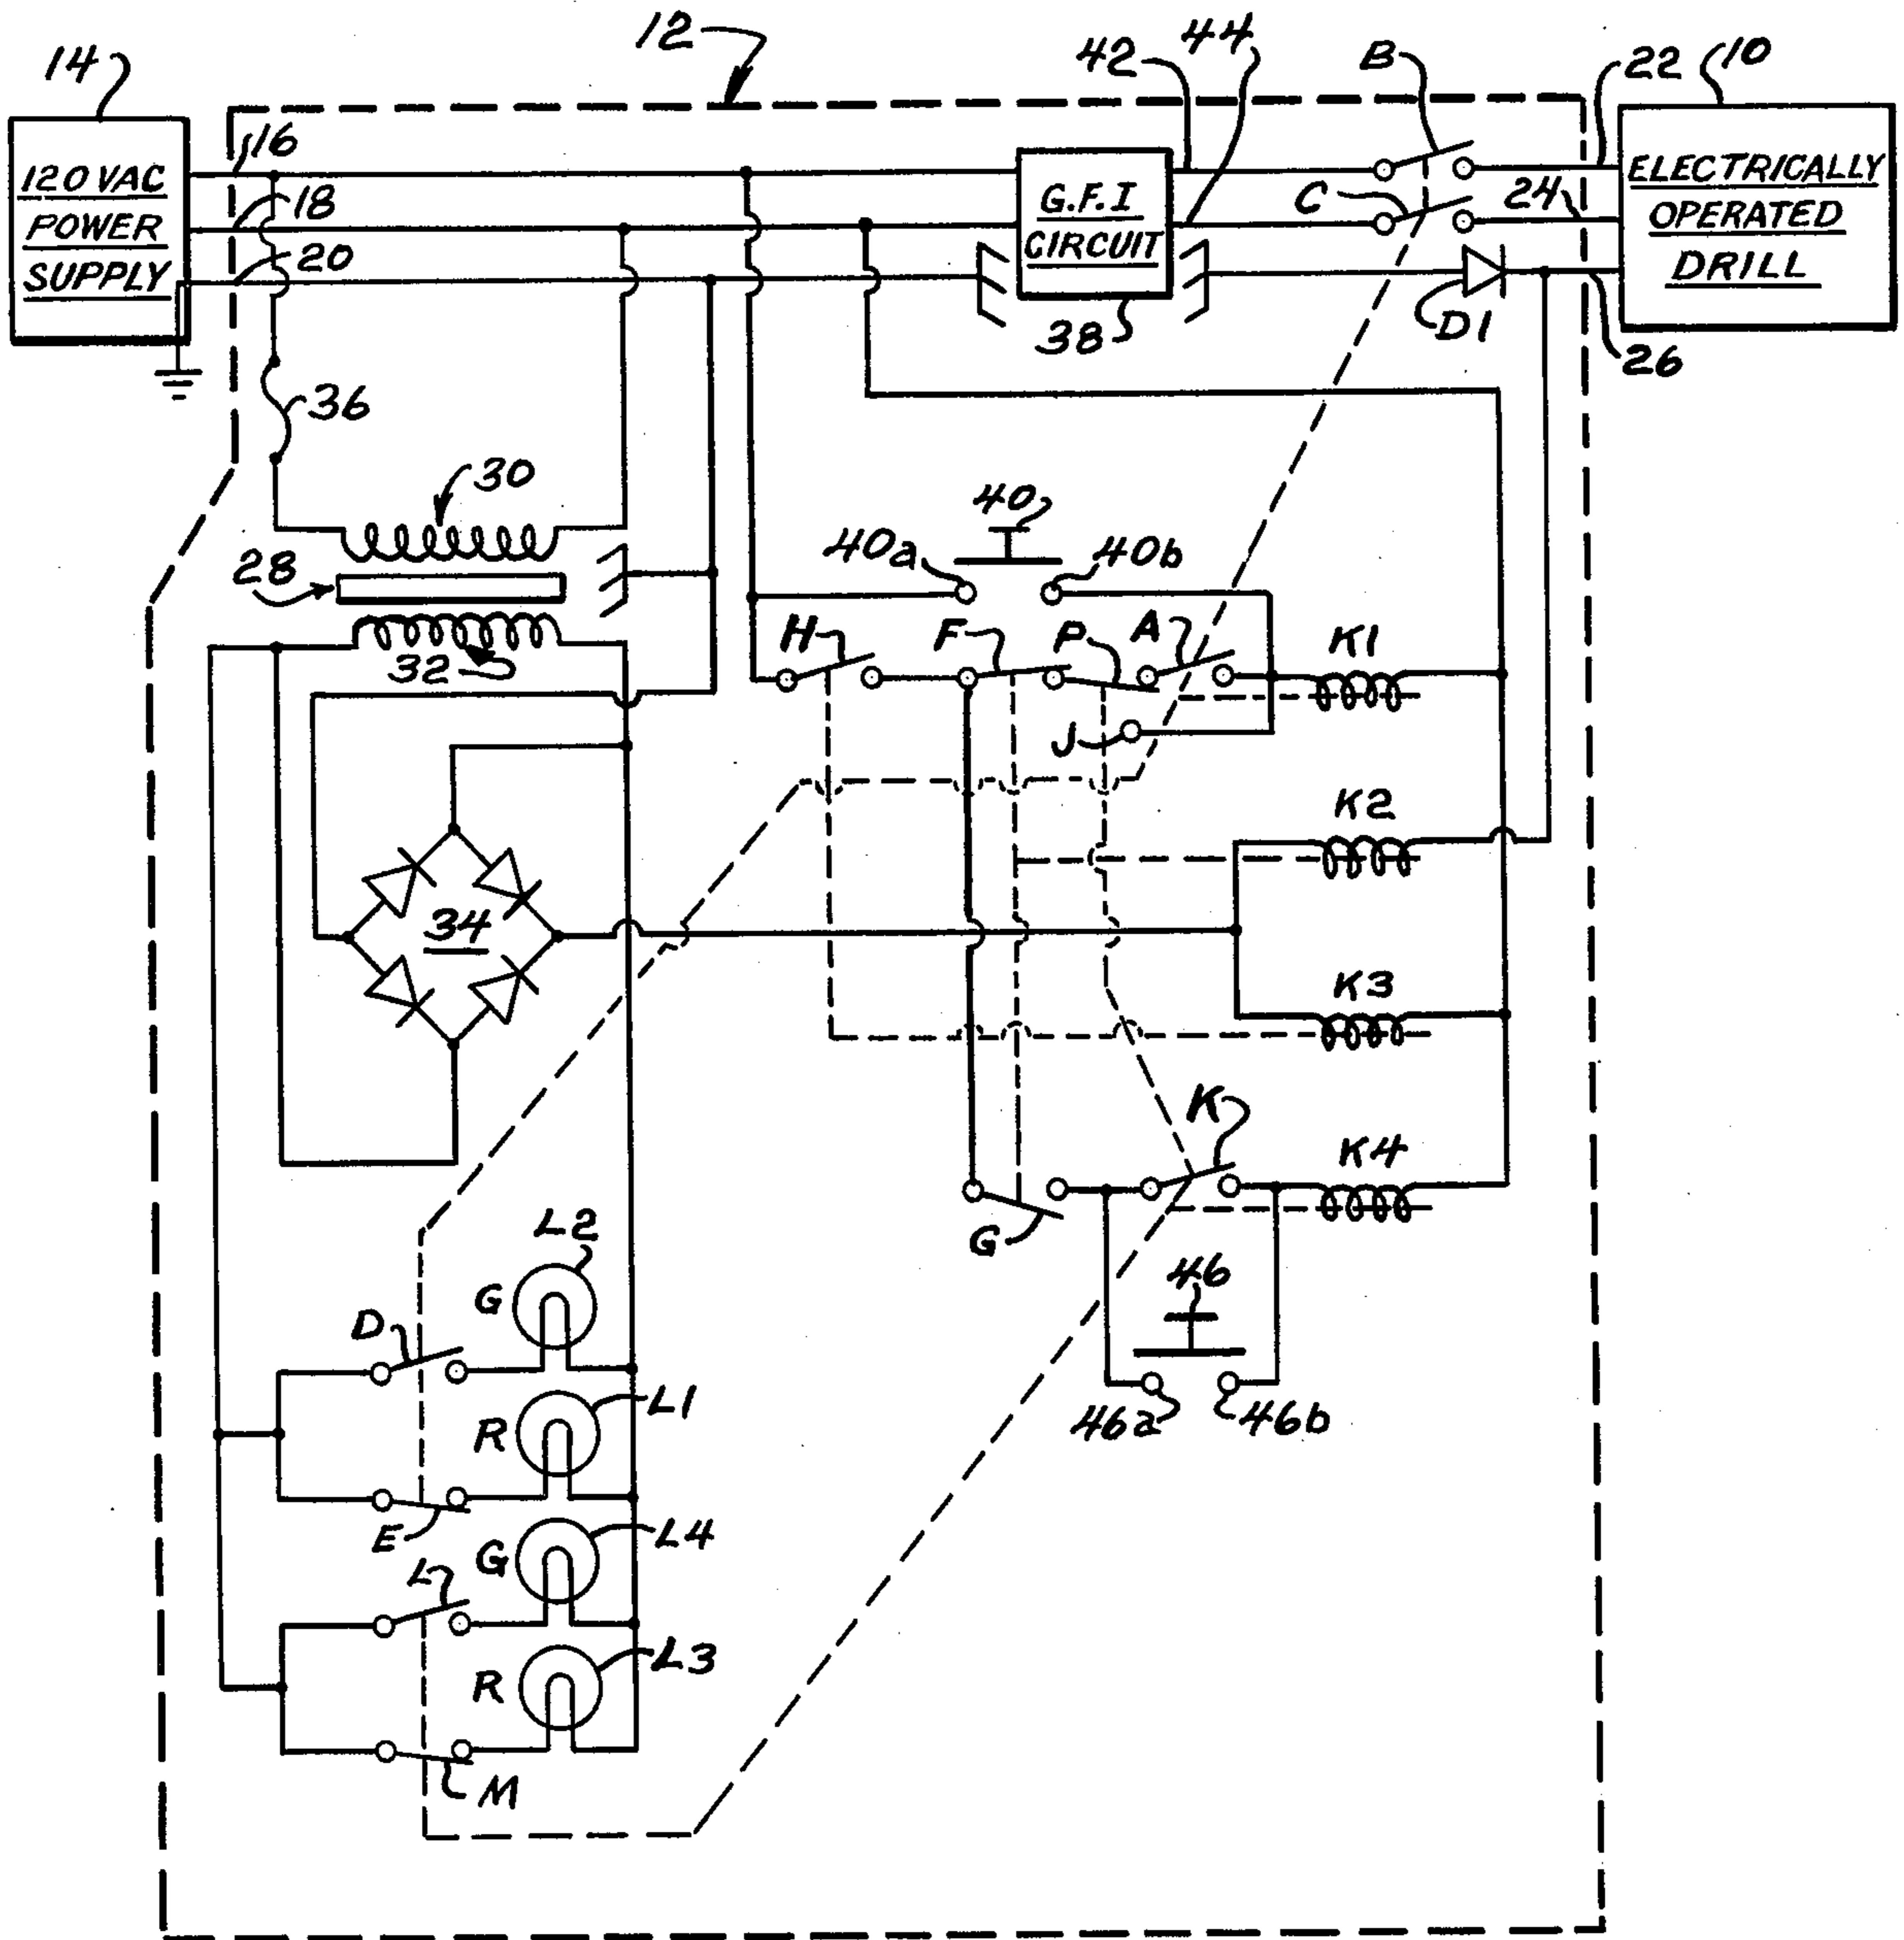 12
14
42
44
B
22
10
16
120 VAC
POWER
SUPPLY
18
20
G.F.I
CIRCUIT
C
24
ELECTRICALLY
OPERATED
DRILL
38
D1
26
36
30
40
40a
40b
28
32
H
F
P
A
K1
J
K2
34
K3
K
K4
G
L2
G
46
D
L1
R
46a
46b
E
L4
G
L
L3
R
M